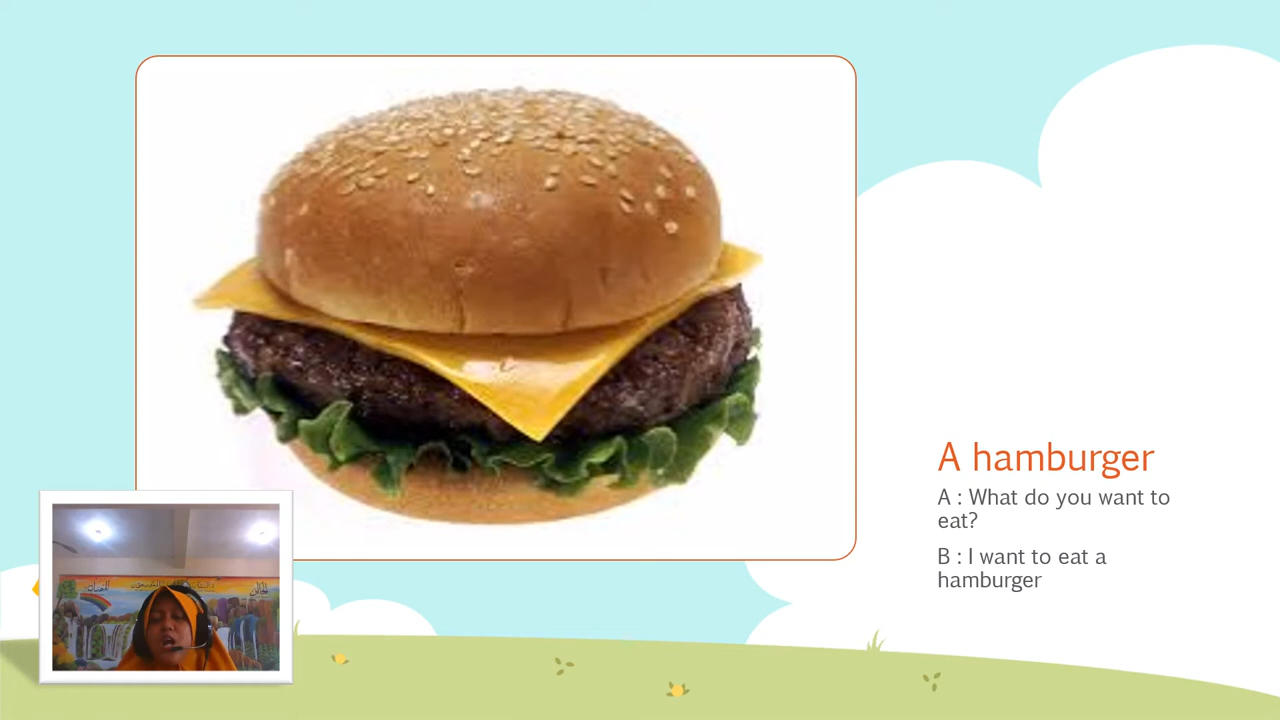 A hamburger
A : What do you want to
eat?
B : I want to eat a
hamburger